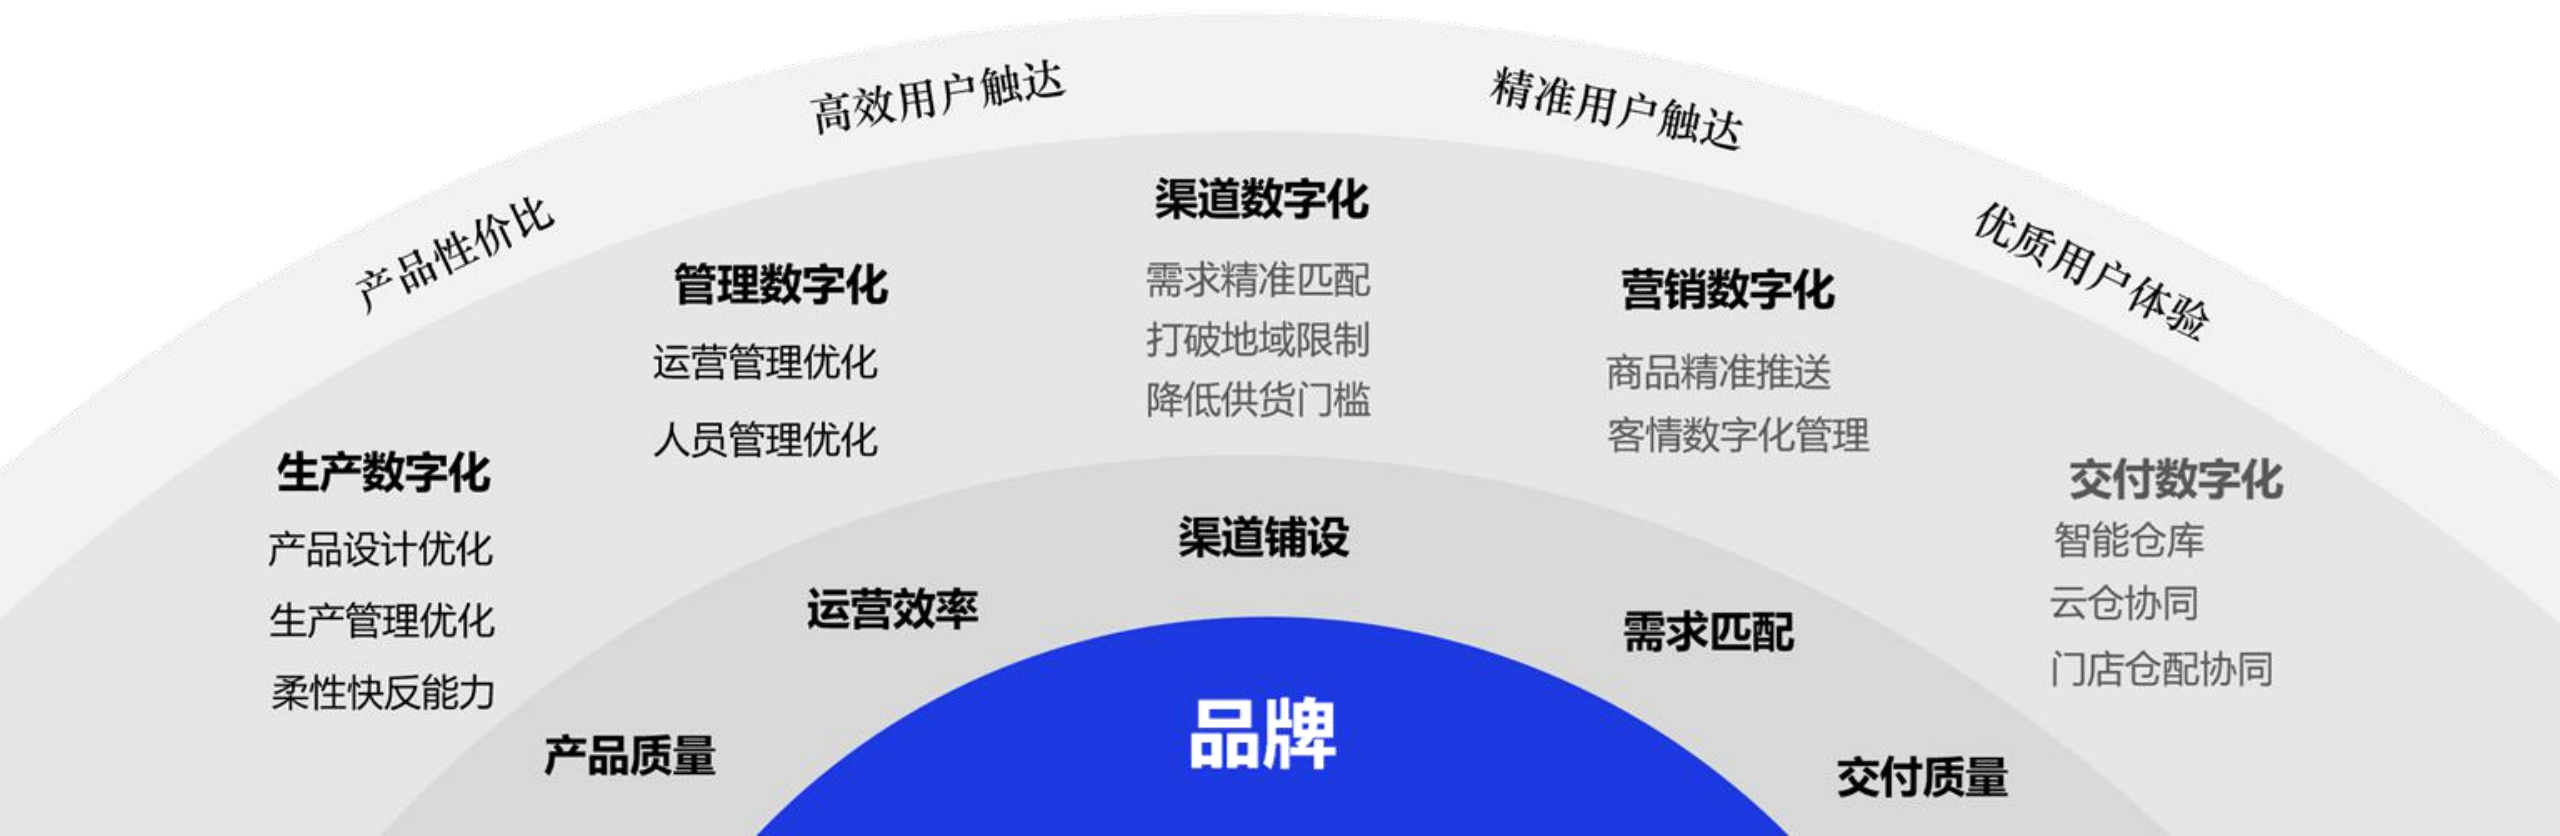 产品性价比
高效用户触达
精准用户触达
优质用户体验
生产数字化
产品设计优化
生产管理优化
柔性快反能力
管理数字化
运营管理优化
人员管理优化
渠道数字化
需求精准匹配
打破地域限制
降低供货门槛
营销数字化
商品精准推送
客情数字化管理
交付数字化
智能仓库
云仓协同
门店仓配协同
产品质量
运营效率
渠道铺设
需求匹配
交付质量
品牌